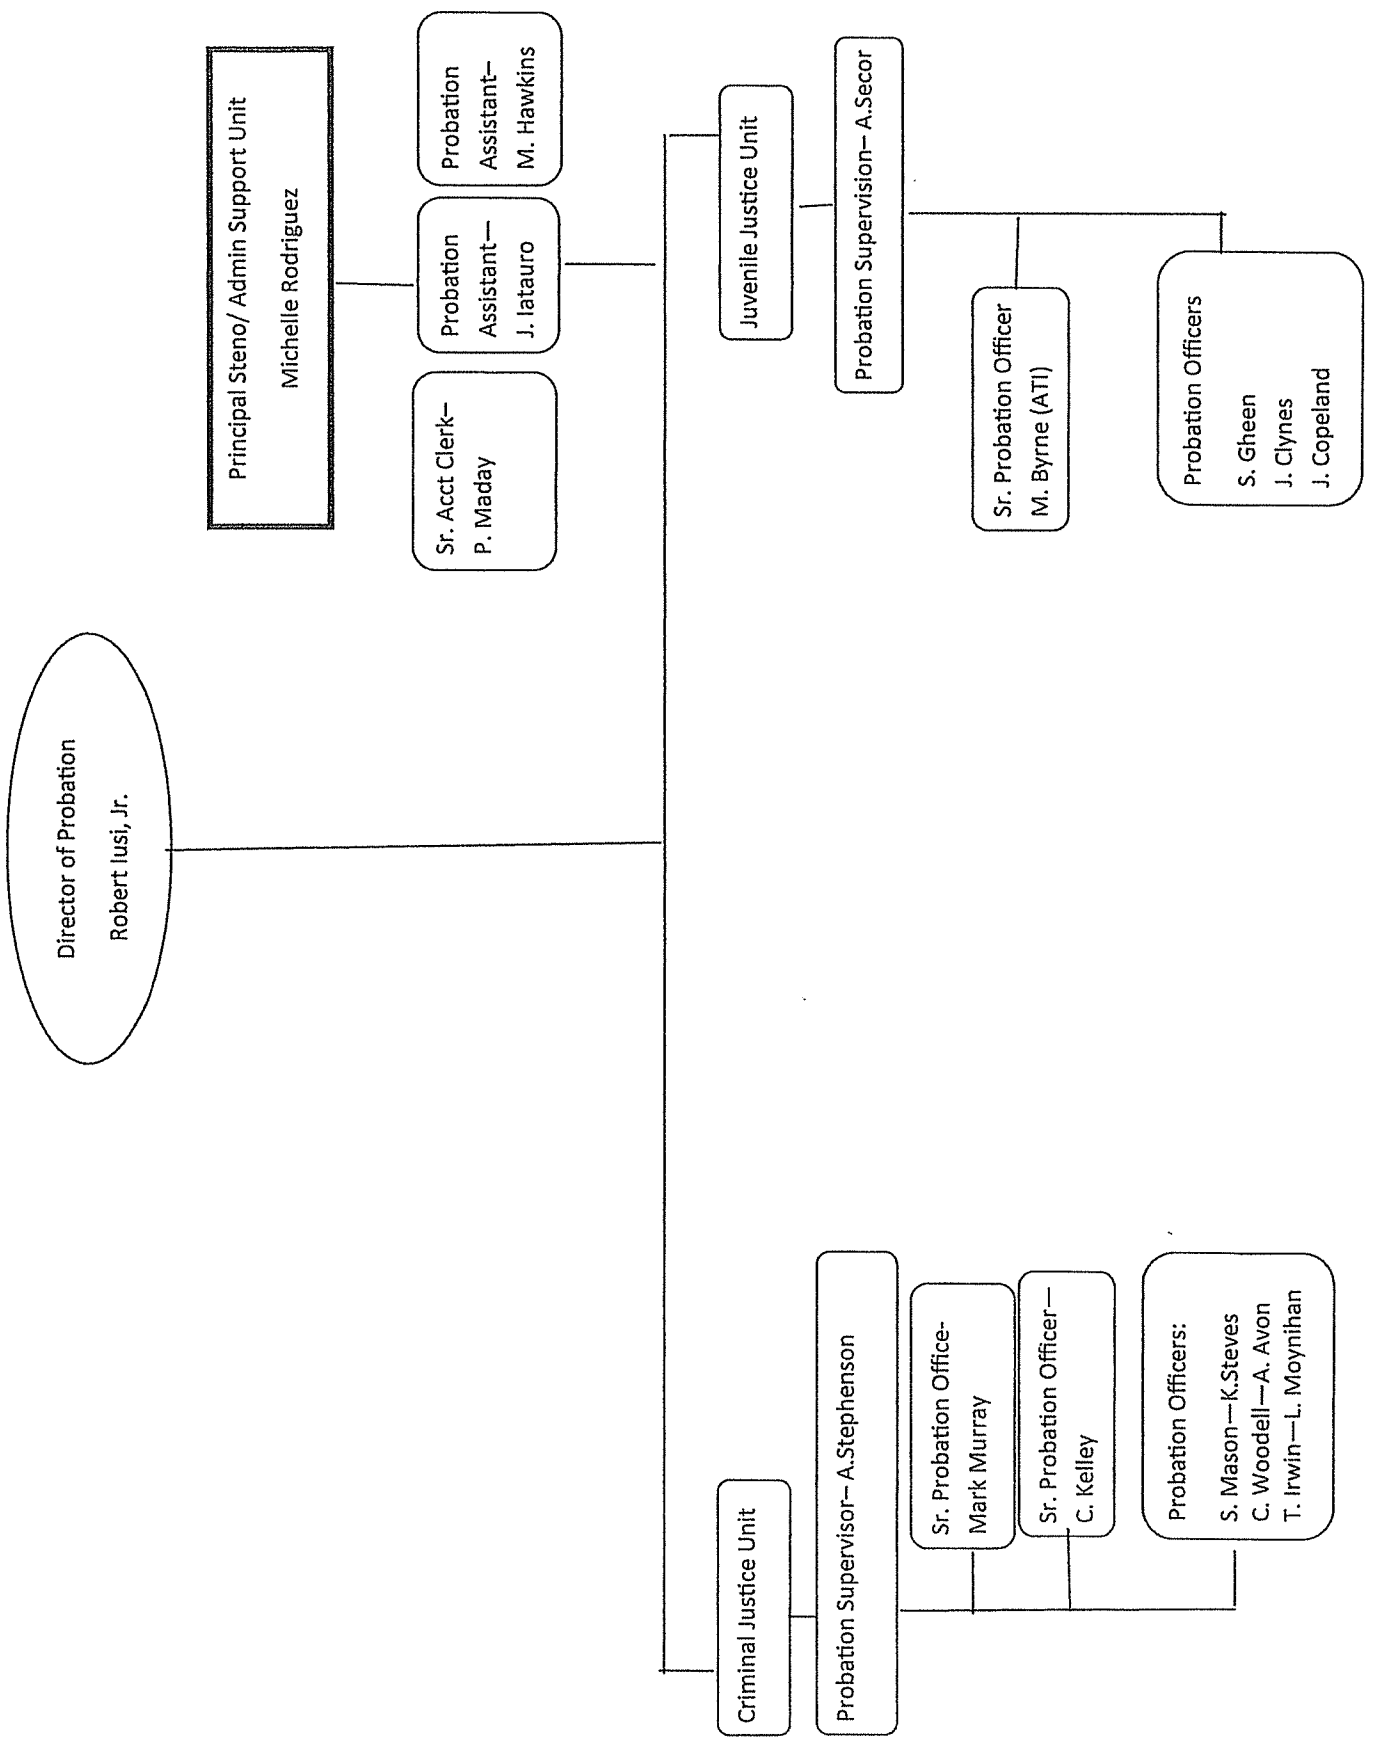 Director of Probation
Robert Iusi, Jr.
Principal Steno/ Admin Support Unit
Michelle Rodriguez
Sr. Acct Clerk–
P. Maday
Probation
Assistant—
J. Iatauro
Probation
Assistant–
M. Hawkins
Criminal Justice Unit
Probation Supervisor– A.Stephenson
Sr. Probation Office-
Mark Murray
Sr. Probation Officer—
C. Kelley
Probation Officers:
S. Mason—K.Steves
C. Woodell—A. Avon
T. Irwin—L. Moynihan
Juvenile Justice Unit
Probation Supervision– A.Secor
Sr. Probation Officer
M. Byrne (ATI)
Probation Officers
S. Gheen
J. Clynes
J. Copeland